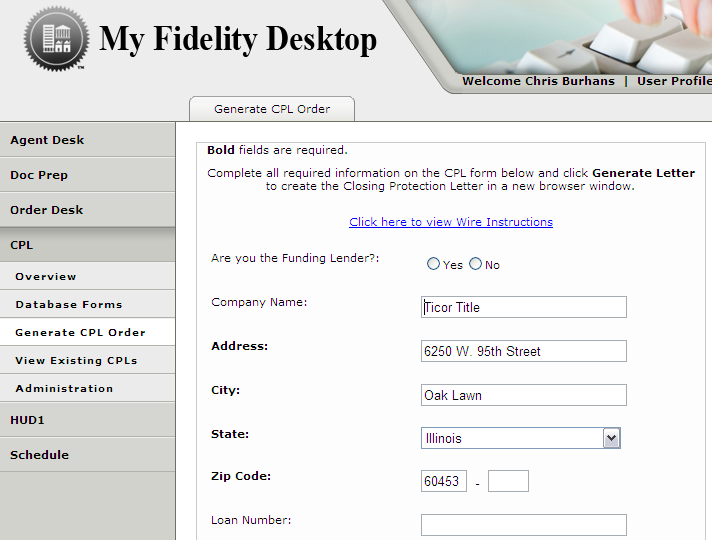 My Fidelity Desktop
TM
Welcome Chris Burhans | User Profile
Generate CPL Order
Agent Desk
Doc Prep
Order Desk
CPL
Overview
Database Forms
Generate CPL Order
View Existing CPLs
Administration
HUD1
Schedule
Bold fields are required.
Complete all required information on the CPL form below and click Generate Letter
to create the Closing Protection Letter in a new browser window.
Click here to view Wire Instructions
Are you the Funding Lender?: Yes No
Company Name: Ticor Title
Address: 6250 W. 95th Street
City: Oak Lawn
State: Illinois
Zip Code: 60453 -
Loan Number: